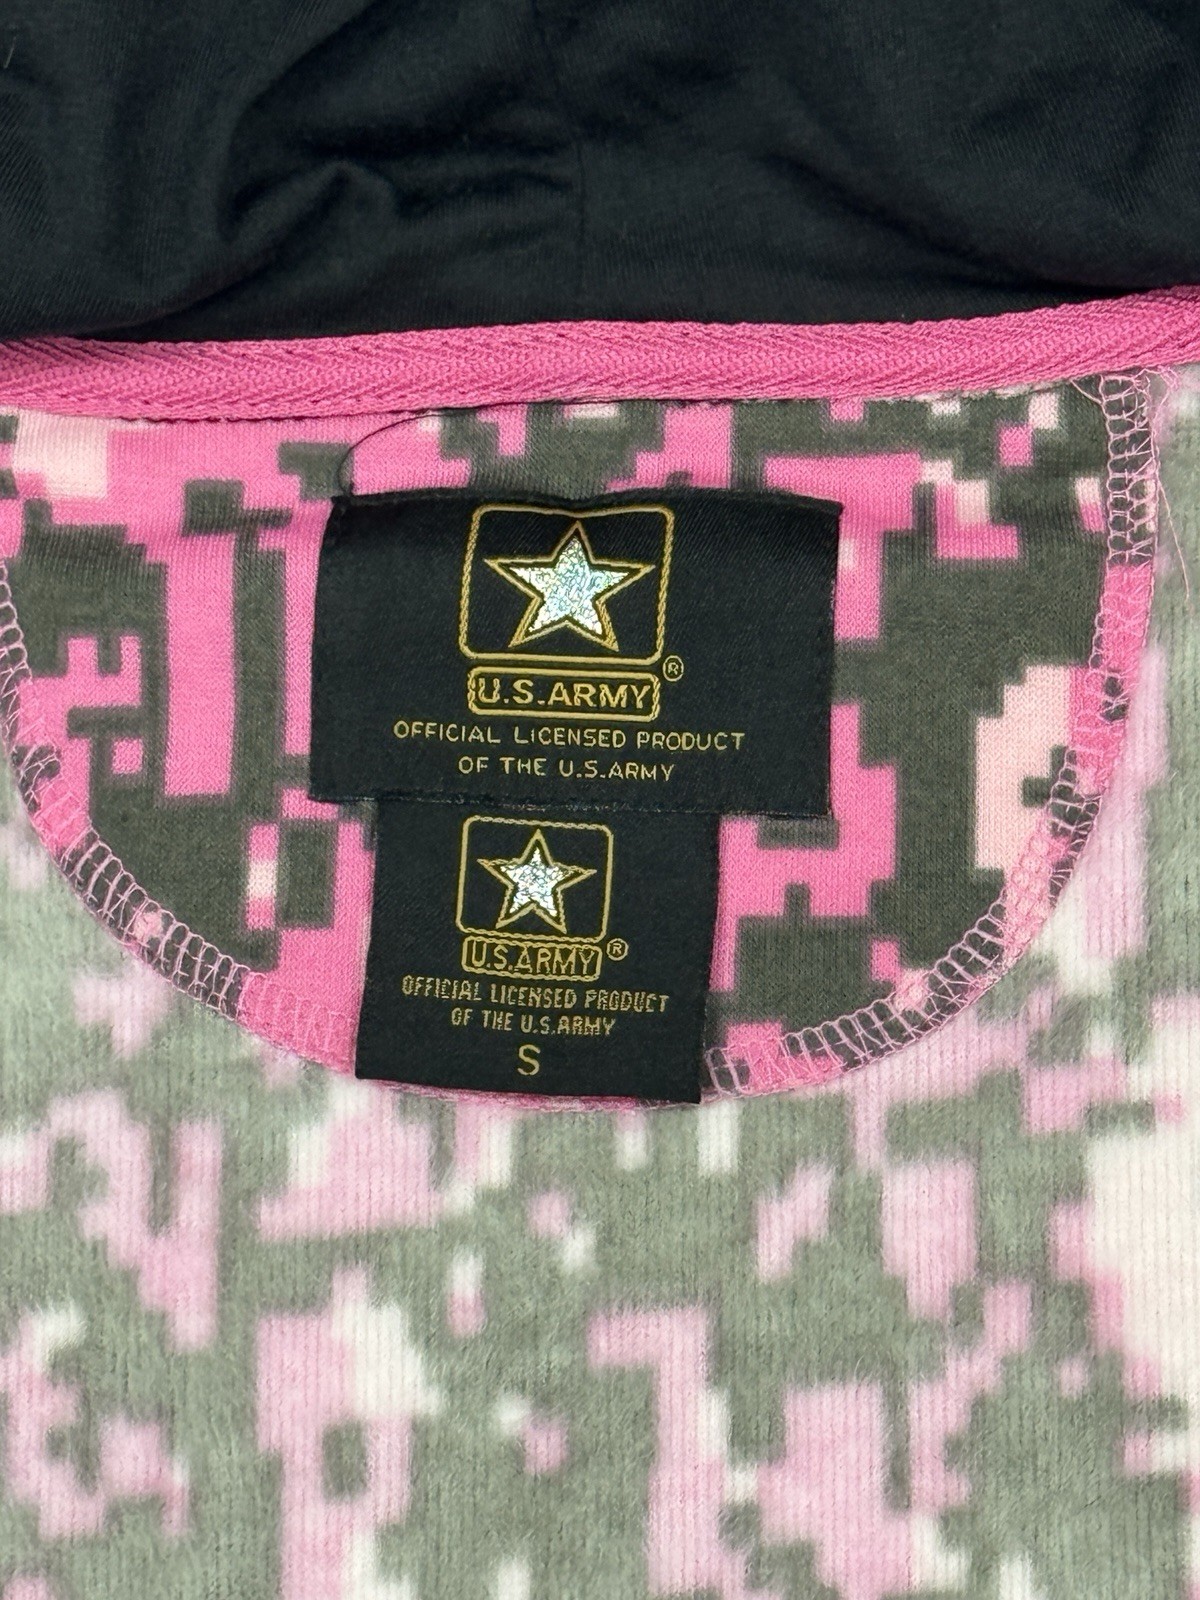 U.S.ARMY®
OFFICIAL LICENSED PRODUCT
OF THE U.S.ARMY
U.S.ARMY®
OFFICIAL LICENSED PRODUCT
OF THE U.S.ARMY
S